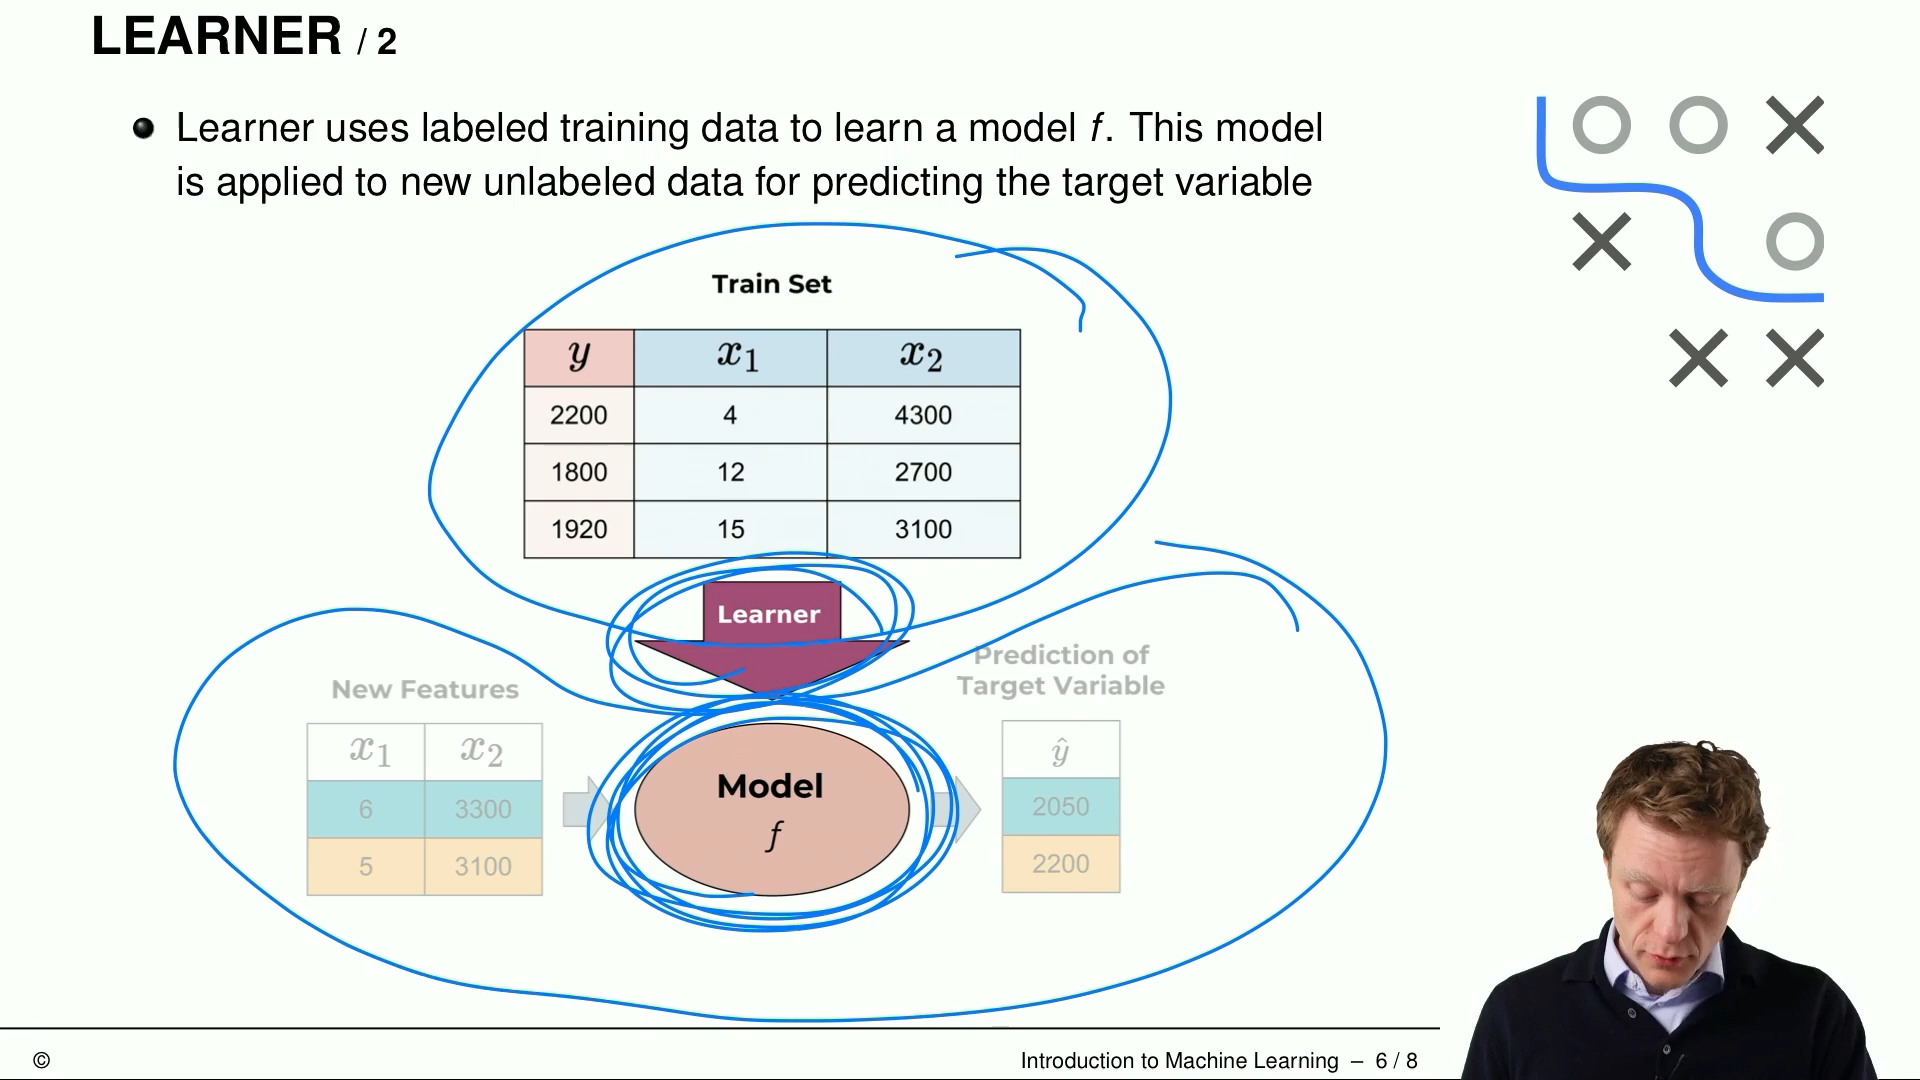 LEARNER / 2
Learner uses labeled training data to learn a model f. This model
is applied to new unlabeled data for predicting the target variable
Train Set
y x₁ x₂
2200 4 4300
1800 12 2700
1920 15 3100
Learner
New Features
x₁ x₂
6 3300
5 3100
Model
f
Prediction of
Target Variable
ŷ
2050
2200
©
Introduction to Machine Learning – 6 / 8